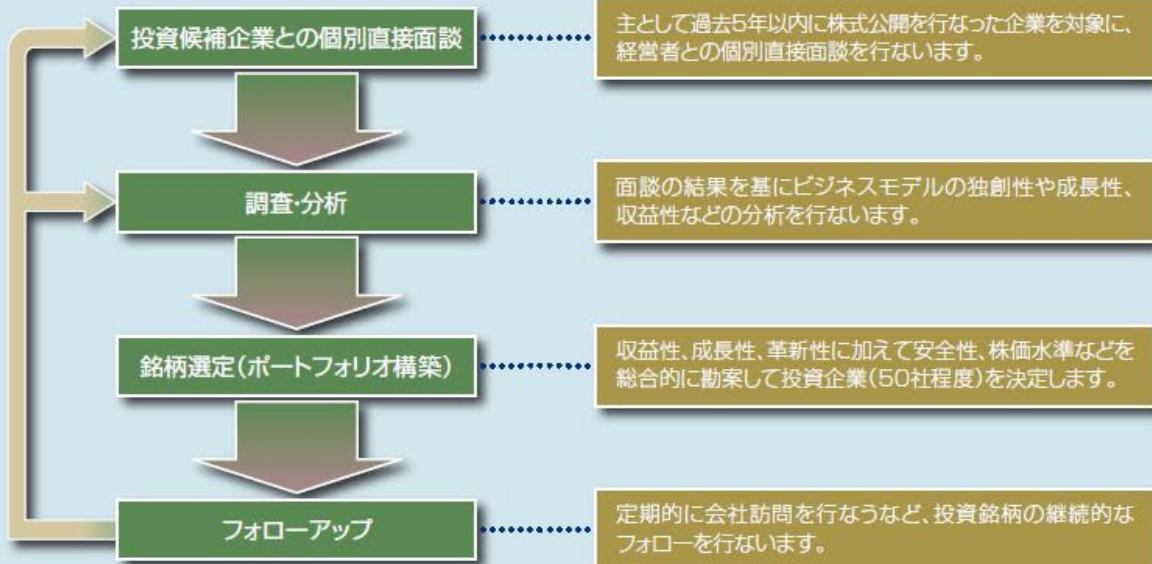 投資候補企業との個別直接面談
主として過去5年以内に株式公開を行なった企業を対象に、
経営者との個別直接面談を行ないます。
調査・分析
面談の結果を基にビジネスモデルの独創性や成長性、
収益性などの分析を行ないます。
銘柄選定(ポートフォリオ構築)
収益性、成長性、革新性に加えて安全性、株価水準などを
総合的に勘案して投資企業(50社程度)を決定します。
フォローアップ
定期的に会社訪問を行なうなど、投資銘柄の継続的な
フォローを行ないます。